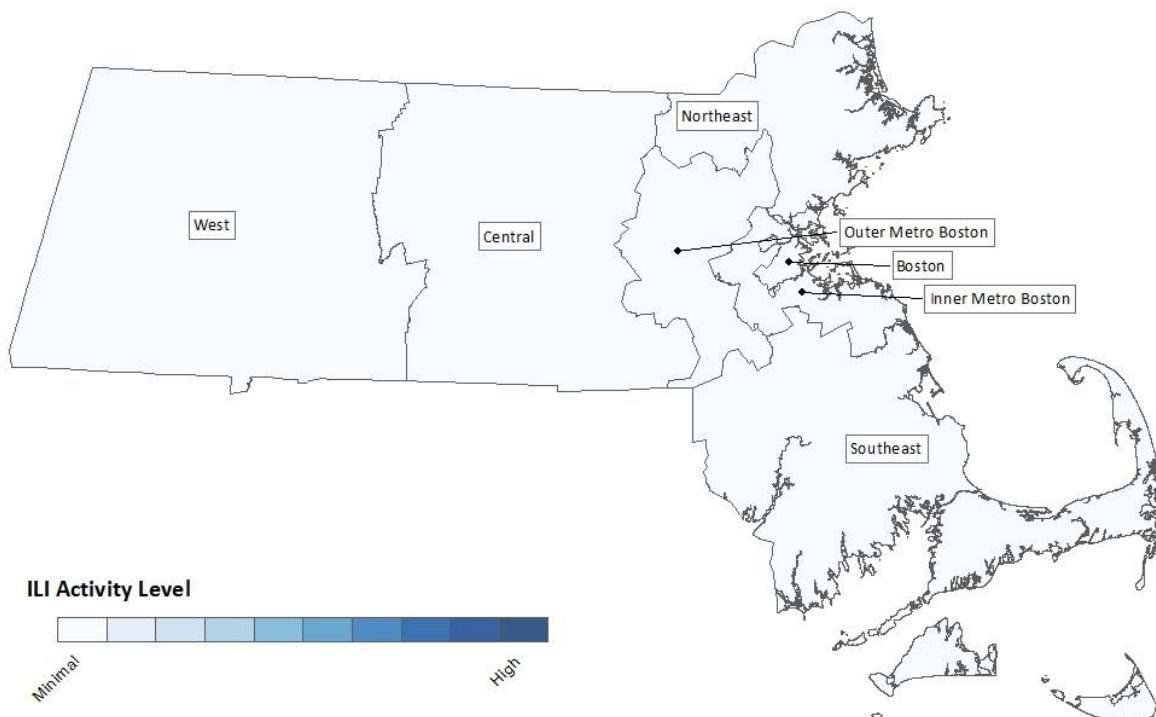 Northeast
West
Central
Outer Metro Boston
Boston
Inner Metro Boston
Southeast
ILI Activity Level
Minimal
High